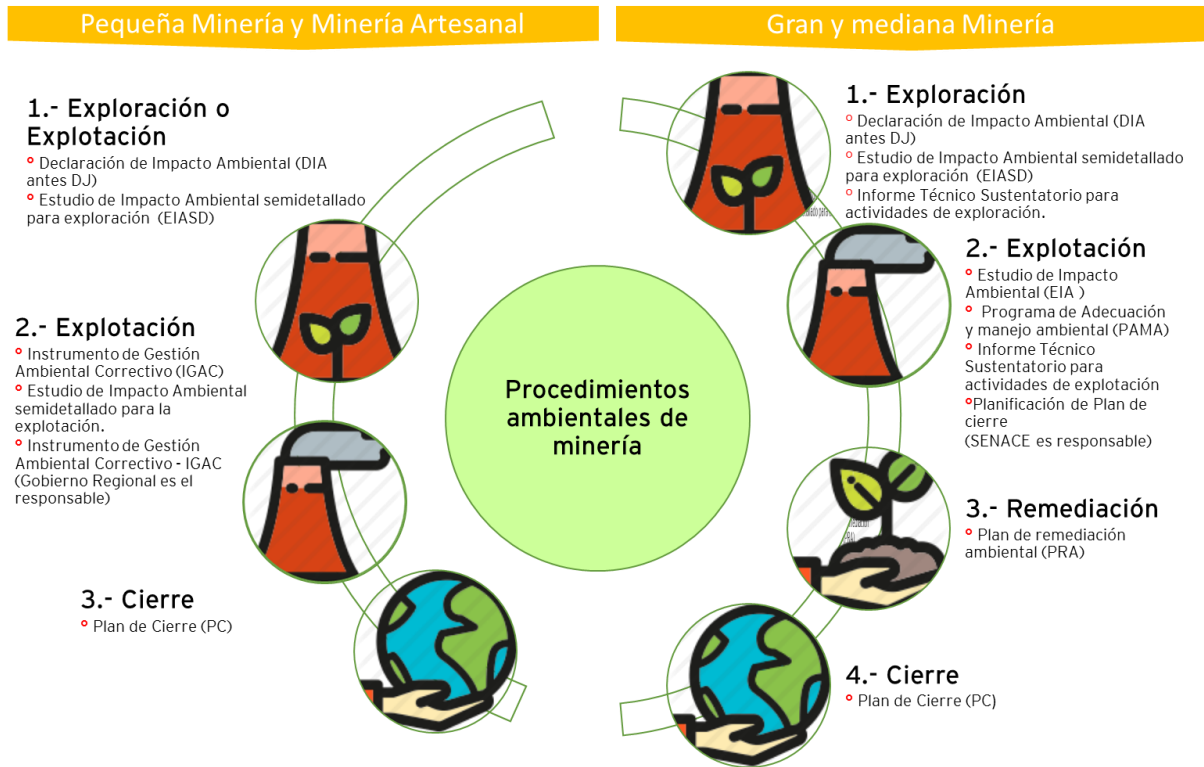 Pequeña Minería y Minería Artesanal
1.- Exploración o
Explotación
° Declaración de Impacto Ambiental (DIA
antes DJ)
° Estudio de Impacto Ambiental semidetallado
para exploración (EIASD)
2.- Explotación
° Instrumento de Gestión
Ambiental Correctivo (IGAC)
° Estudio de Impacto Ambiental
semidetallado para la
explotación.
° Instrumento de Gestión
Ambiental Correctivo - IGAC
(Gobierno Regional es el
responsable)
3.- Cierre
° Plan de Cierre (PC)
Procedimientos
ambientales de
minería
Gran y mediana Minería
1.- Exploración
° Declaración de Impacto Ambiental (DIA
antes DJ)
° Estudio de Impacto Ambiental semidetallado
para exploración (EIASD)
° Informe Técnico Sustentatorio para
actividades de exploración.
2.- Explotación
° Estudio de Impacto
Ambiental (EIA )
° Programa de Adecuación
y manejo ambiental (PAMA)
° Informe Técnico
Sustentatorio para
actividades de explotación
°Planificación de Plan de
cierre
(SENACE es responsable)
3.- Remediación
° Plan de remediación
ambiental (PRA)
4.- Cierre
° Plan de Cierre (PC)